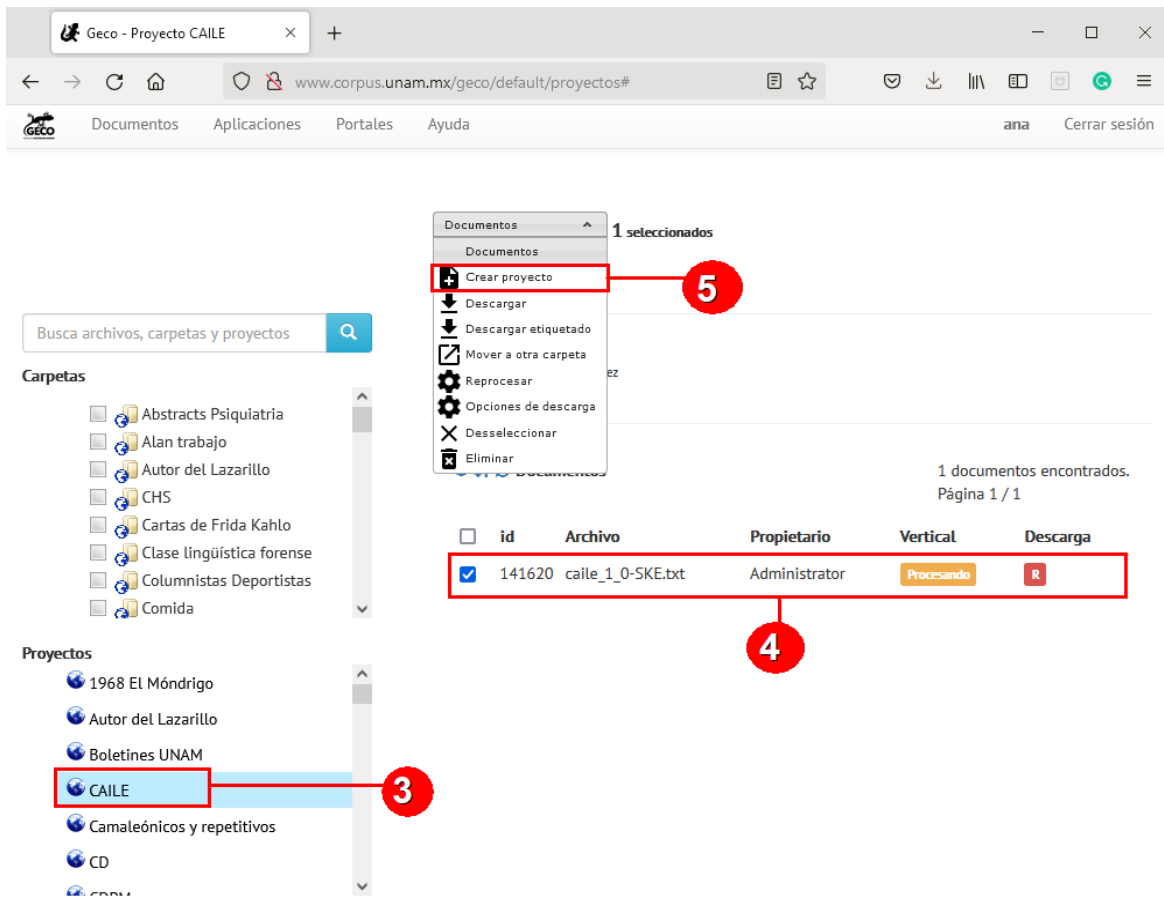 Geco - Proyecto CAILE
www.corpus.unam.mx/geco/default/proyectos#
GECO Documentos Aplicaciones Portales Ayuda ana Cerrar sesión
Documentos 1 seleccionados
Documentos
Crear proyecto
5
Descargar
Descargar etiquetado
Mover a otra carpeta
ez
Reprocesar
Opciones de descarga
Desseleccionar
Eliminar
Busca archivos, carpetas y proyectos
Carpetas
Abstracts Psiquiatria
Alan trabajo
Autor del Lazarillo
CHS
Cartas de Frida Kahlo
Clase lingüística forense
Columnistas Deportistas
Comida
Proyectos
1968 El Móndrigo
Autor del Lazarillo
Boletines UNAM
CAILE
3
Camaleónicos y repetitivos
CD
Documentos
1 documentos encontrados.
Página 1 / 1
id Archivo Propietario Vertical Descarga
141620 caile_1_0-SKE.txt Administrator Procesando R
4